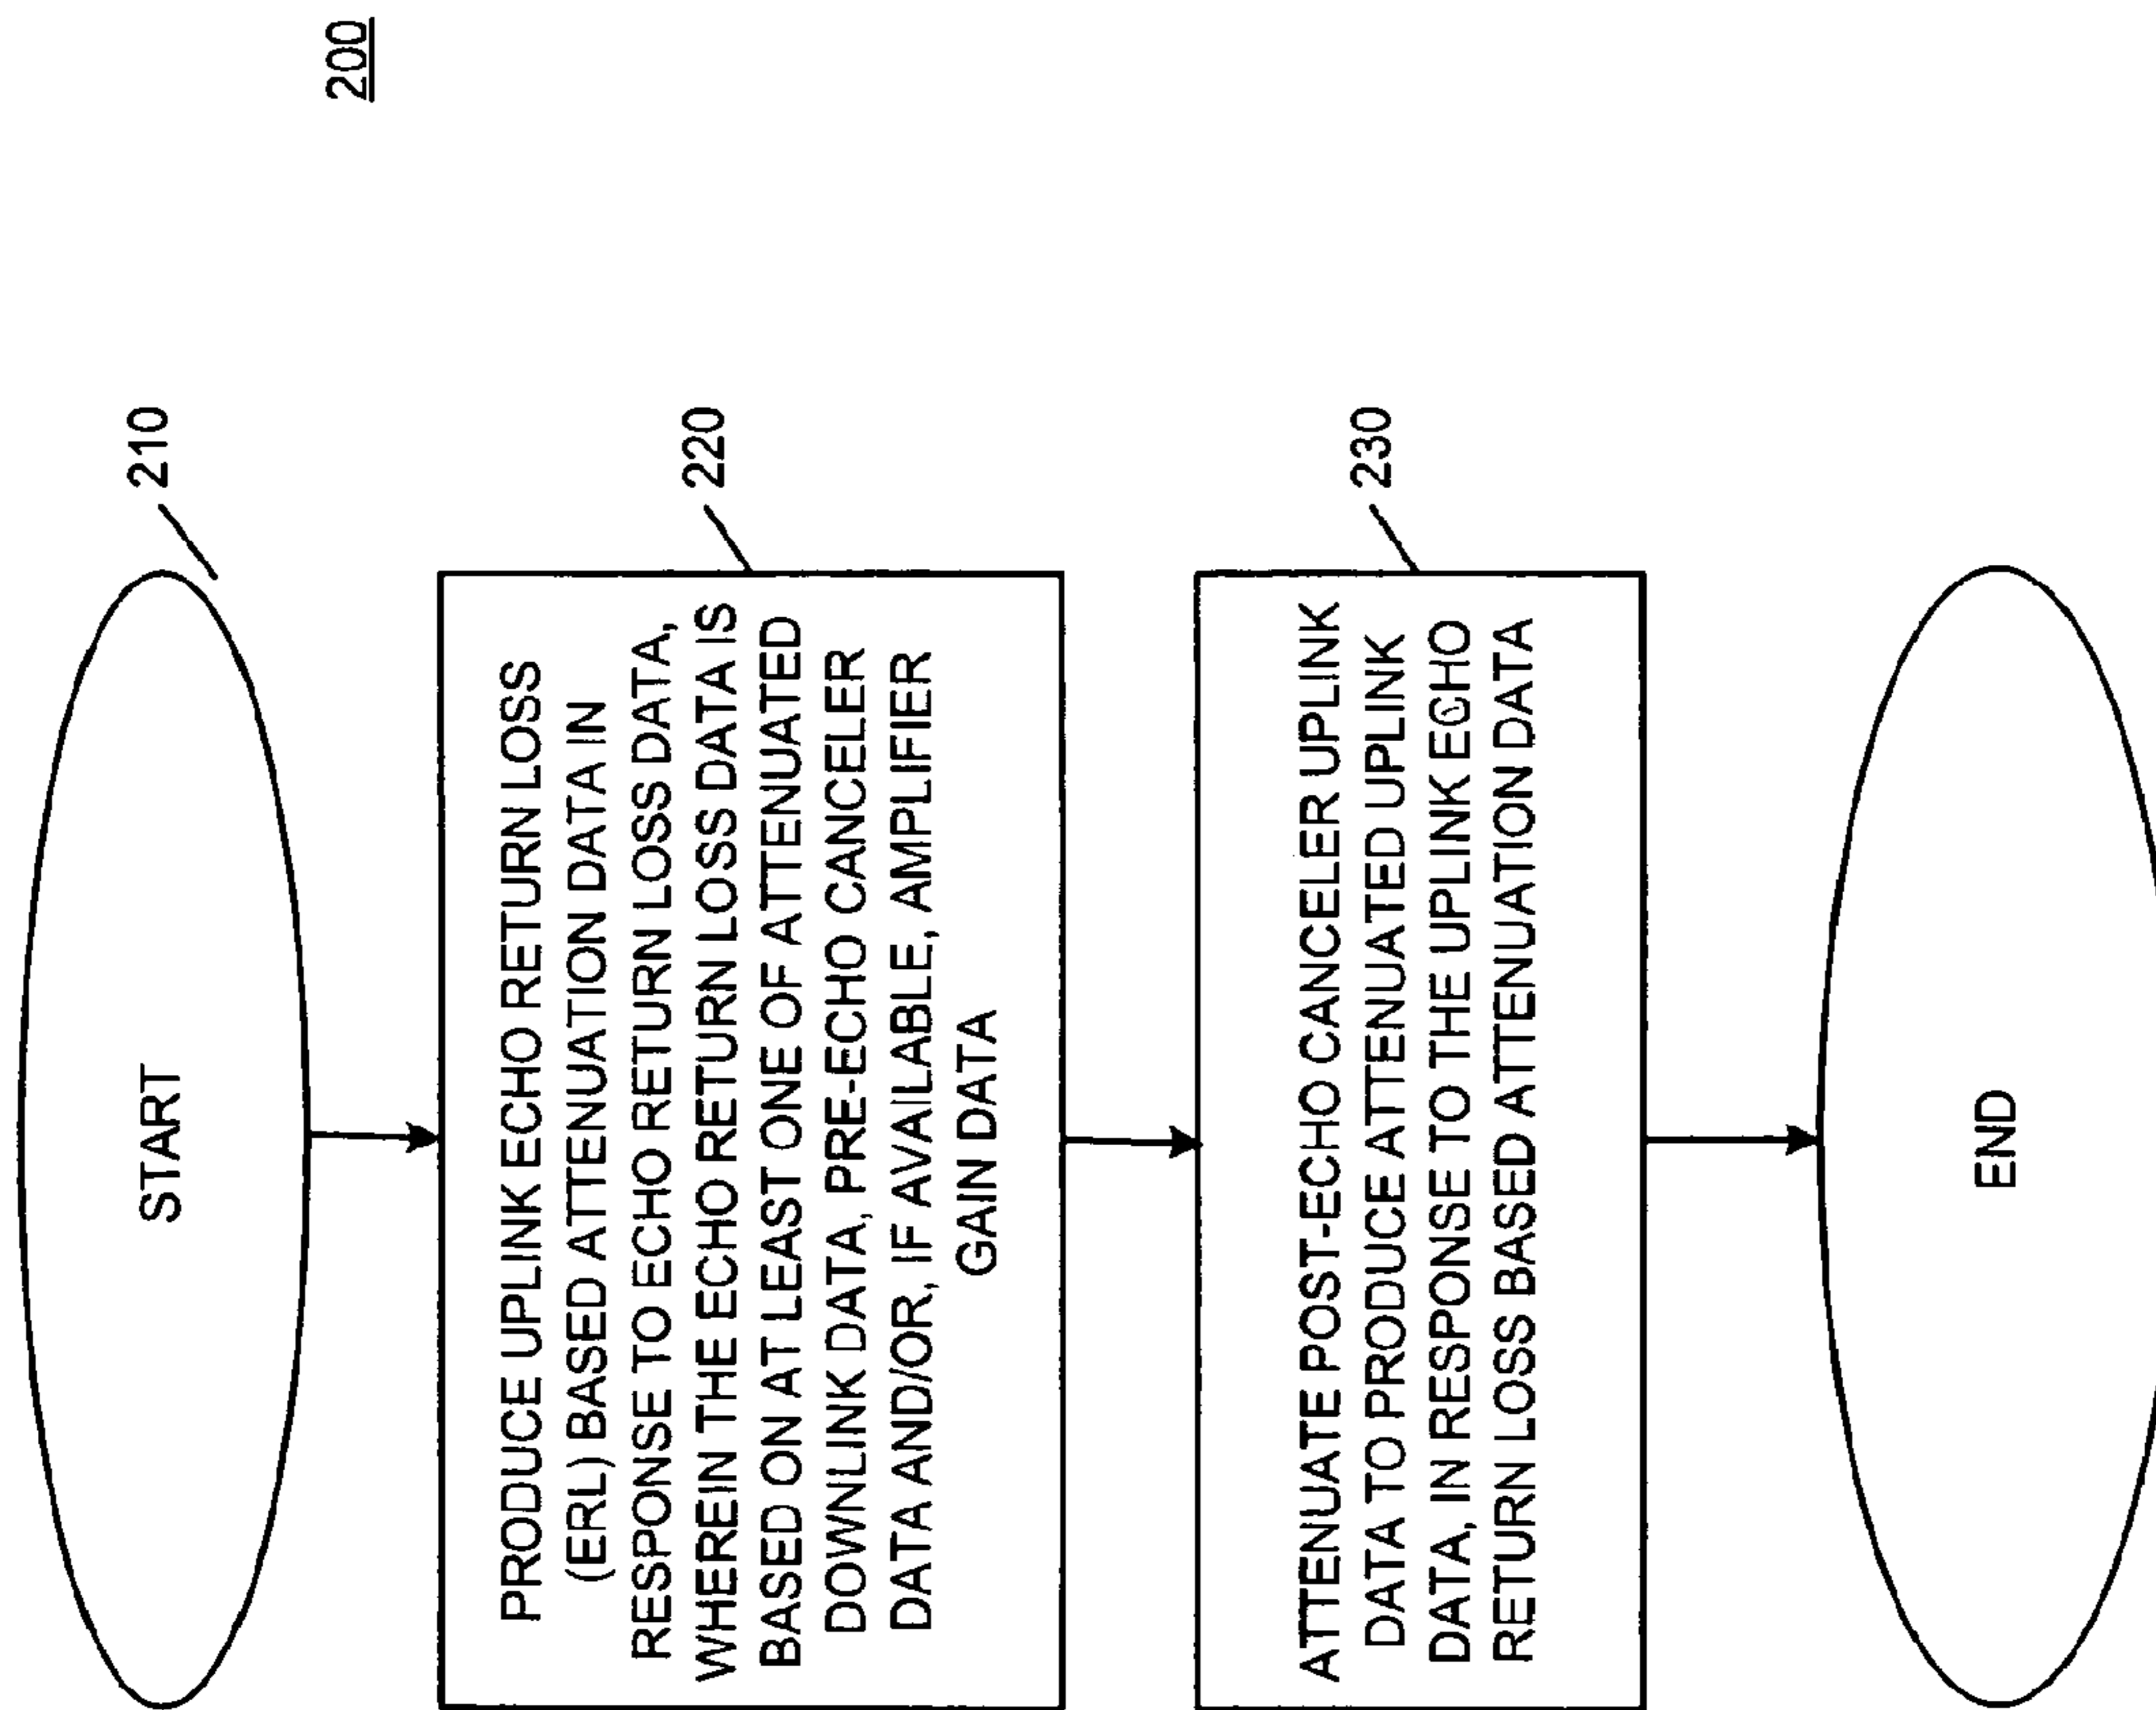 200
START
210
PRODUCE UPLINK ECHO RETURN LOSS
(ERL) BASED ATTENUATION DATA IN
RESPONSE TO ECHO RETURN LOSS DATA,
WHEREIN THE ECHO RETURN LOSS DATA IS
BASED ON AT LEAST ONE OF ATTENUATED
DOWNLINK DATA, PRE-ECHO CANCELER
DATA AND/OR, IF AVAILABLE, AMPLIFIER
GAIN DATA
220
ATTENUATE POST-ECHO CANCELER UPLINK
DATA TO PRODUCE ATTENUATED UPLINK
DATA, IN RESPONSE TO THE UPLINK ECHO
RETURN LOSS BASED ATTENUATION DATA
230
END